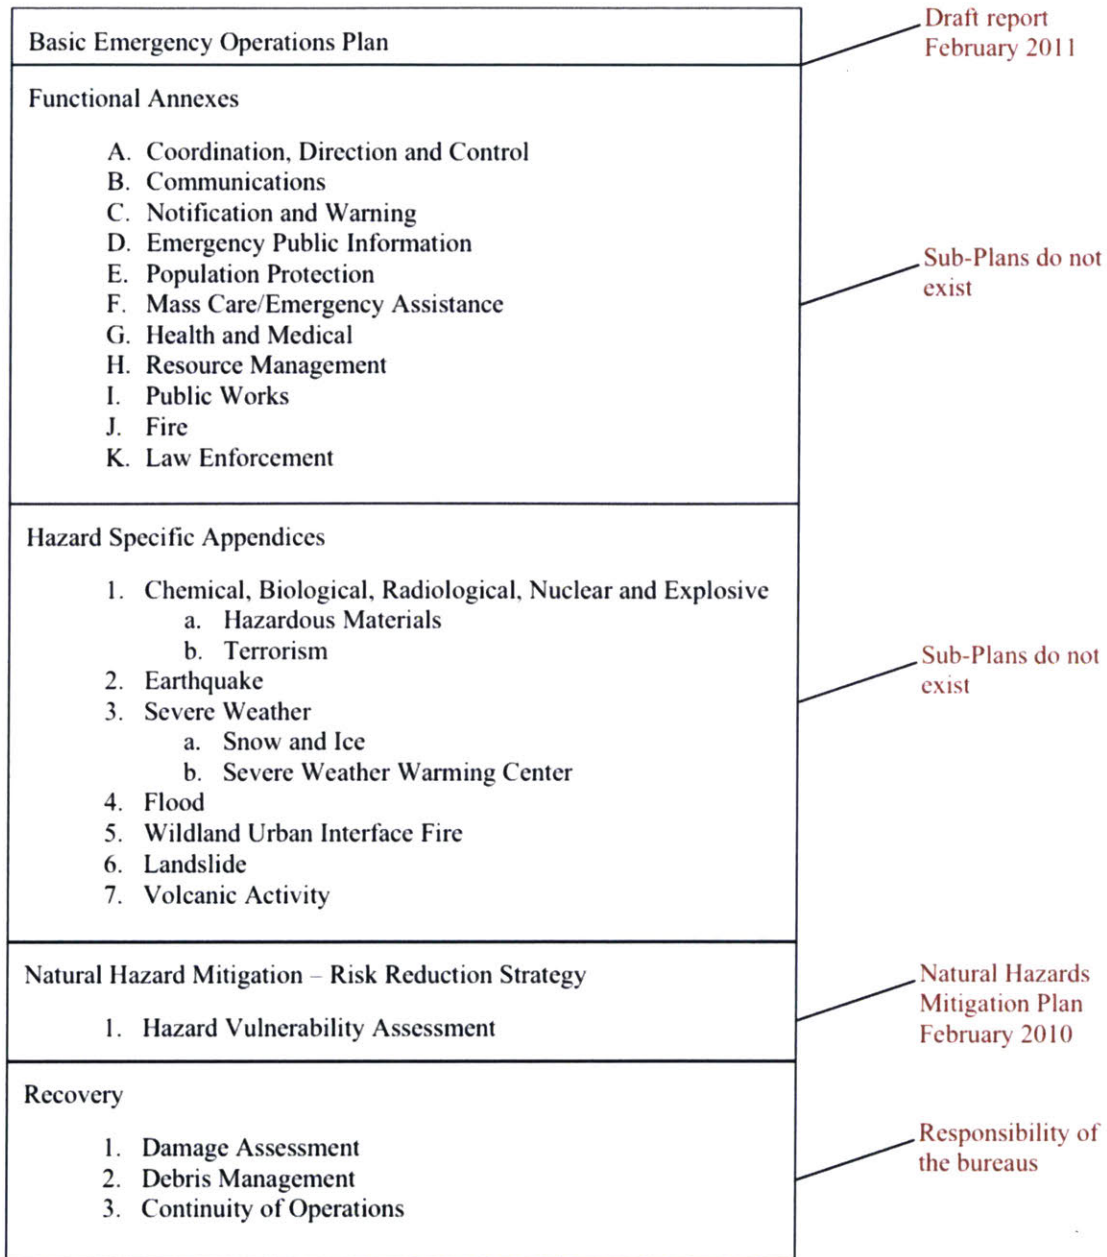 Basic Emergency Operations Plan
Draft report
February 2011
Functional Annexes
A. Coordination, Direction and Control
B. Communications
C. Notification and Warning
D. Emergency Public Information
E. Population Protection
F. Mass Care/Emergency Assistance
G. Health and Medical
H. Resource Management
I. Public Works
J. Fire
K. Law Enforcement
Sub-Plans do not
exist
Hazard Specific Appendices
1. Chemical, Biological, Radiological, Nuclear and Explosive
a. Hazardous Materials
b. Terrorism
2. Earthquake
3. Severe Weather
a. Snow and Ice
b. Severe Weather Warming Center
4. Flood
5. Wildland Urban Interface Fire
6. Landslide
7. Volcanic Activity
Sub-Plans do not
exist
Natural Hazard Mitigation – Risk Reduction Strategy
1. Hazard Vulnerability Assessment
Natural Hazards
Mitigation Plan
February 2010
Recovery
1. Damage Assessment
2. Debris Management
3. Continuity of Operations
Responsibility of
the bureaus